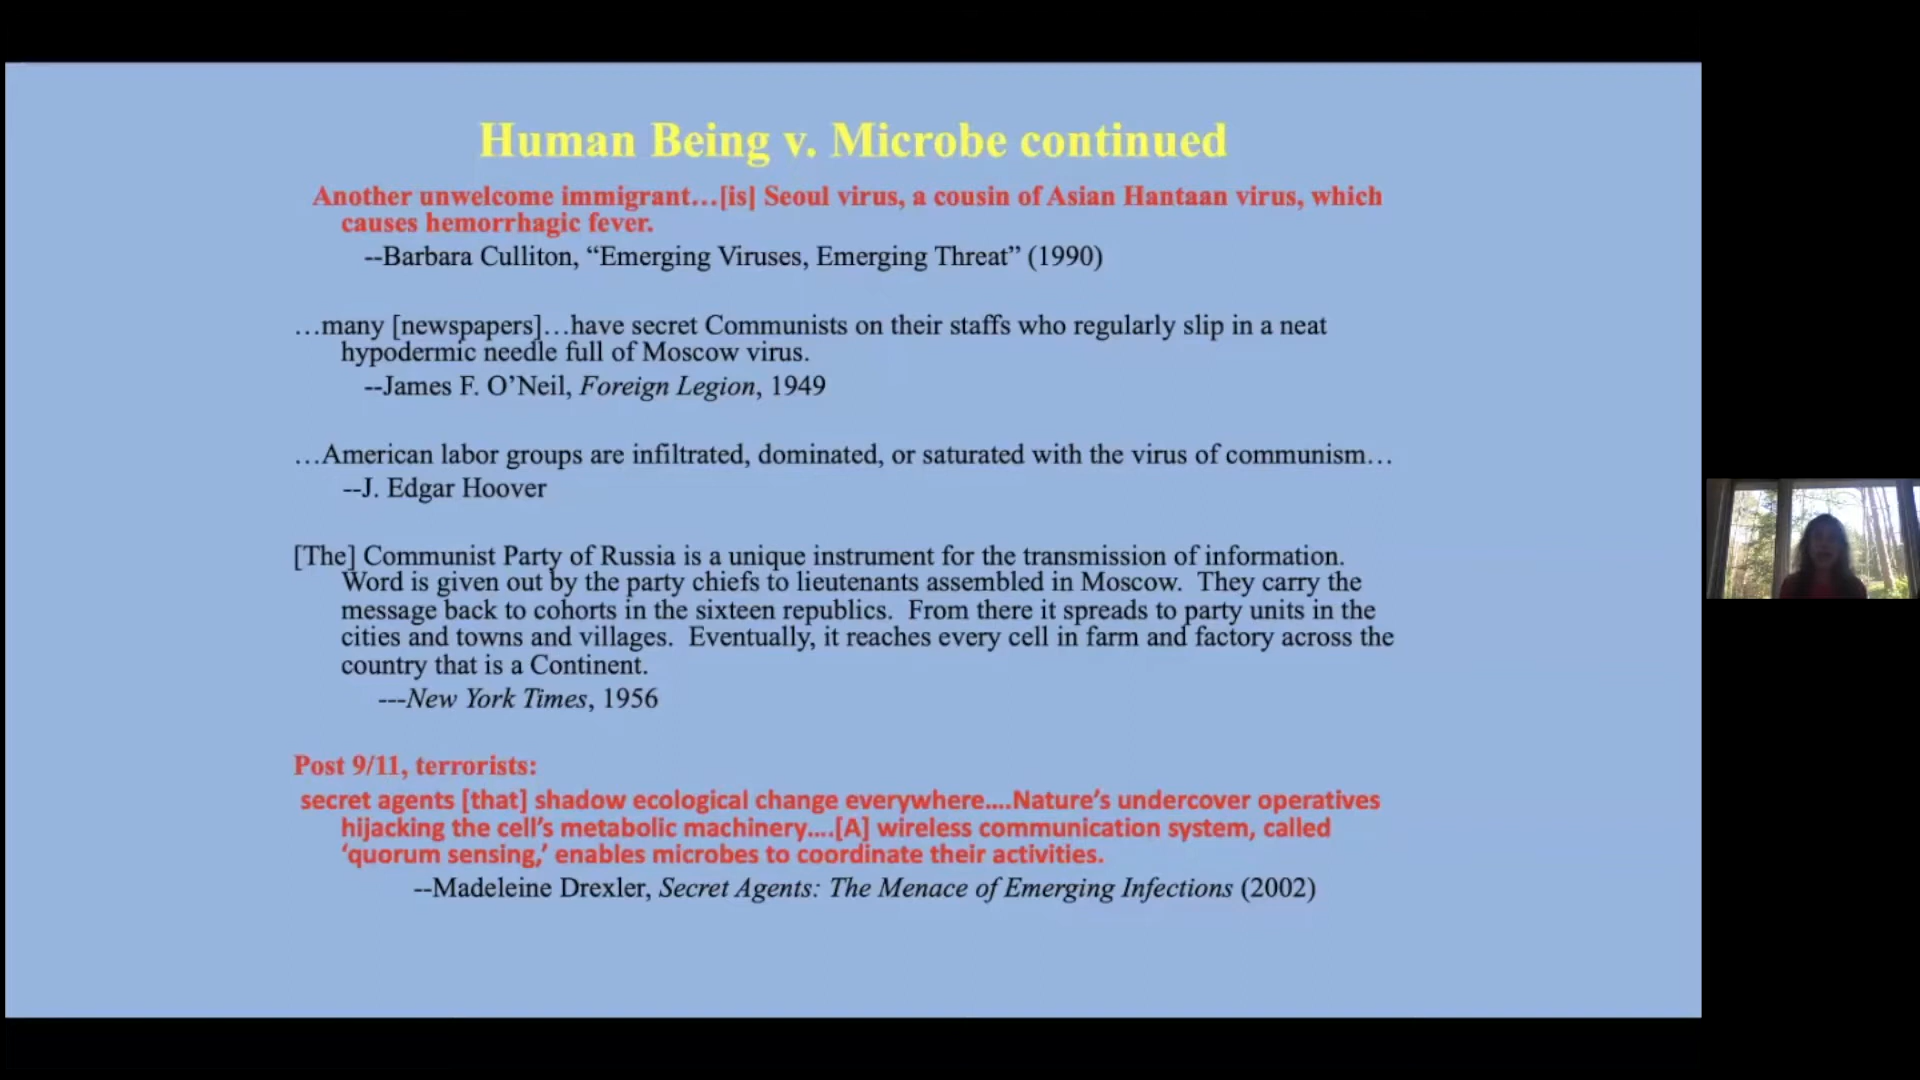 Human Being v. Microbe continued
Another unwelcome immigrant…[is] Seoul virus, a cousin of Asian Hantaan virus, which
causes hemorrhagic fever.
--Barbara Culliton, “Emerging Viruses, Emerging Threat” (1990)
…many [newspapers]…have secret Communists on their staffs who regularly slip in a neat
hypodermic needle full of Moscow virus.
--James F. O’Neil, Foreign Legion, 1949
…American labor groups are infiltrated, dominated, or saturated with the virus of communism…
--J. Edgar Hoover
[The] Communist Party of Russia is a unique instrument for the transmission of information.
Word is given out by the party chiefs to lieutenants assembled in Moscow.  They carry the
message back to cohorts in the sixteen republics.  From there it spreads to party units in the
cities and towns and villages.  Eventually, it reaches every cell in farm and factory across the
country that is a Continent.
---New York Times, 1956
Post 9/11, terrorists:
secret agents [that] shadow ecological change everywhere….Nature’s undercover operatives
hijacking the cell’s metabolic machinery….[A] wireless communication system, called
‘quorum sensing,’ enables microbes to coordinate their activities.
--Madeleine Drexler, Secret Agents: The Menace of Emerging Infections (2002)